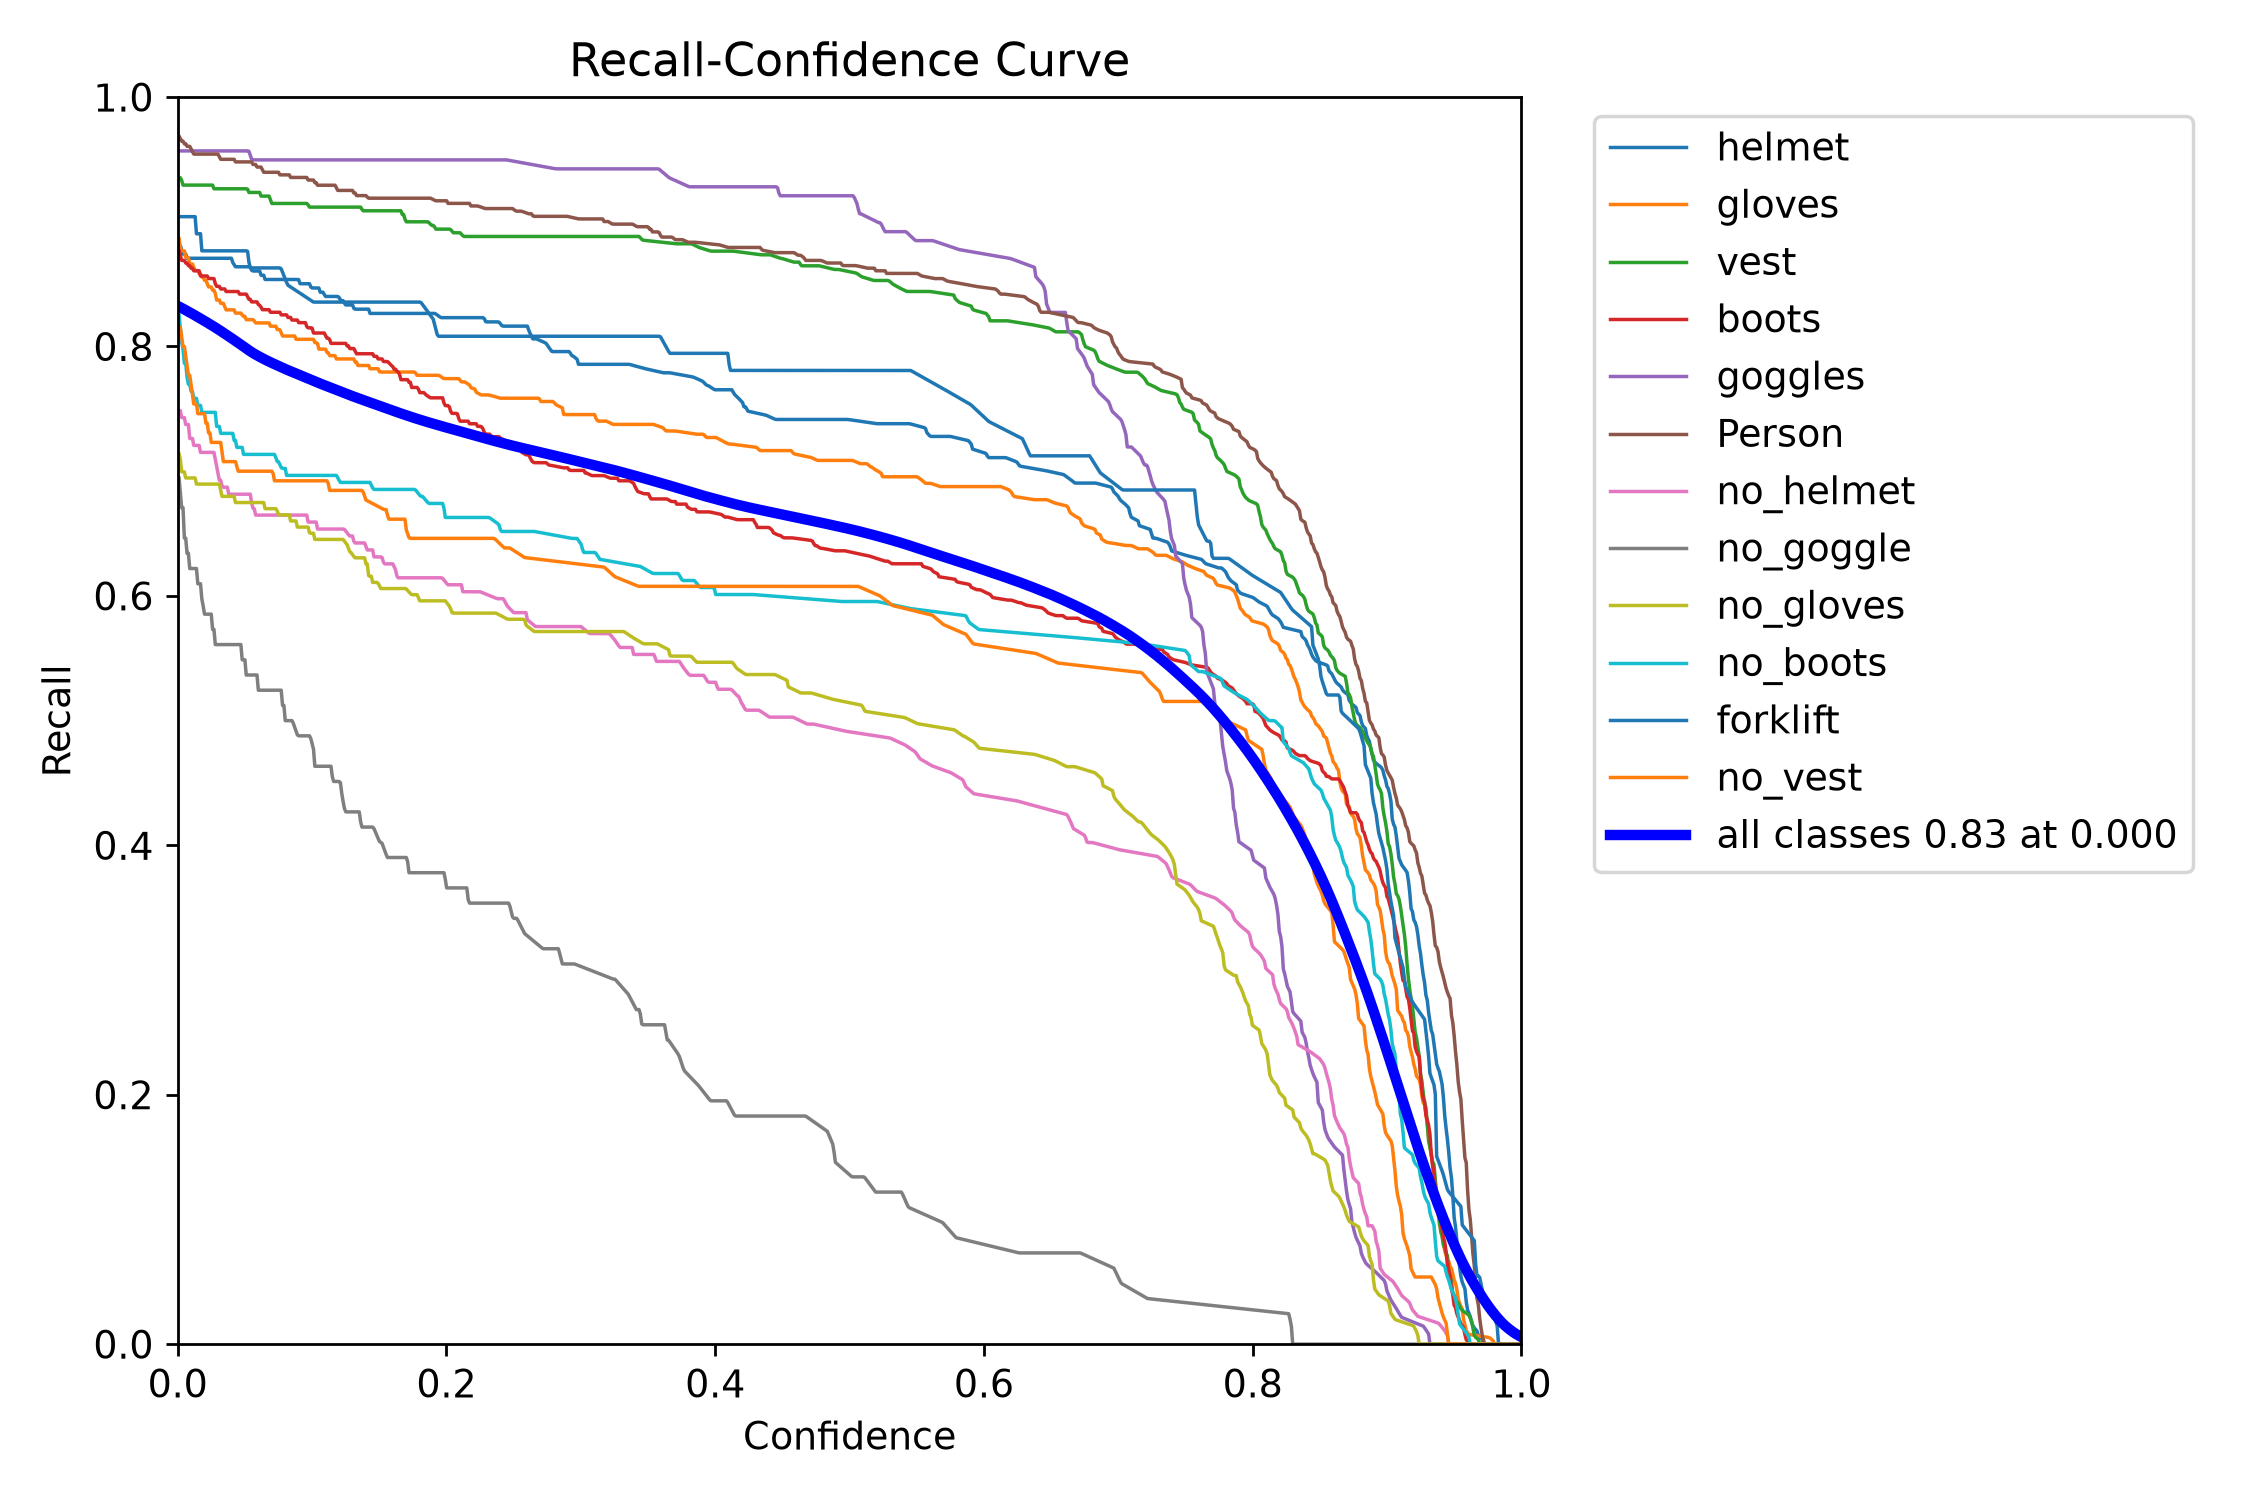 Recall-Confidence Curve
1.0
0.8
0.6
0.4
0.2
0.0
Recall
0.0 0.2 0.4 0.6 0.8 1.0
Confidence
helmet
gloves
vest
boots
goggles
Person
no_helmet
no_goggle
no_gloves
no_boots
forklift
no_vest
all classes 0.83 at 0.000